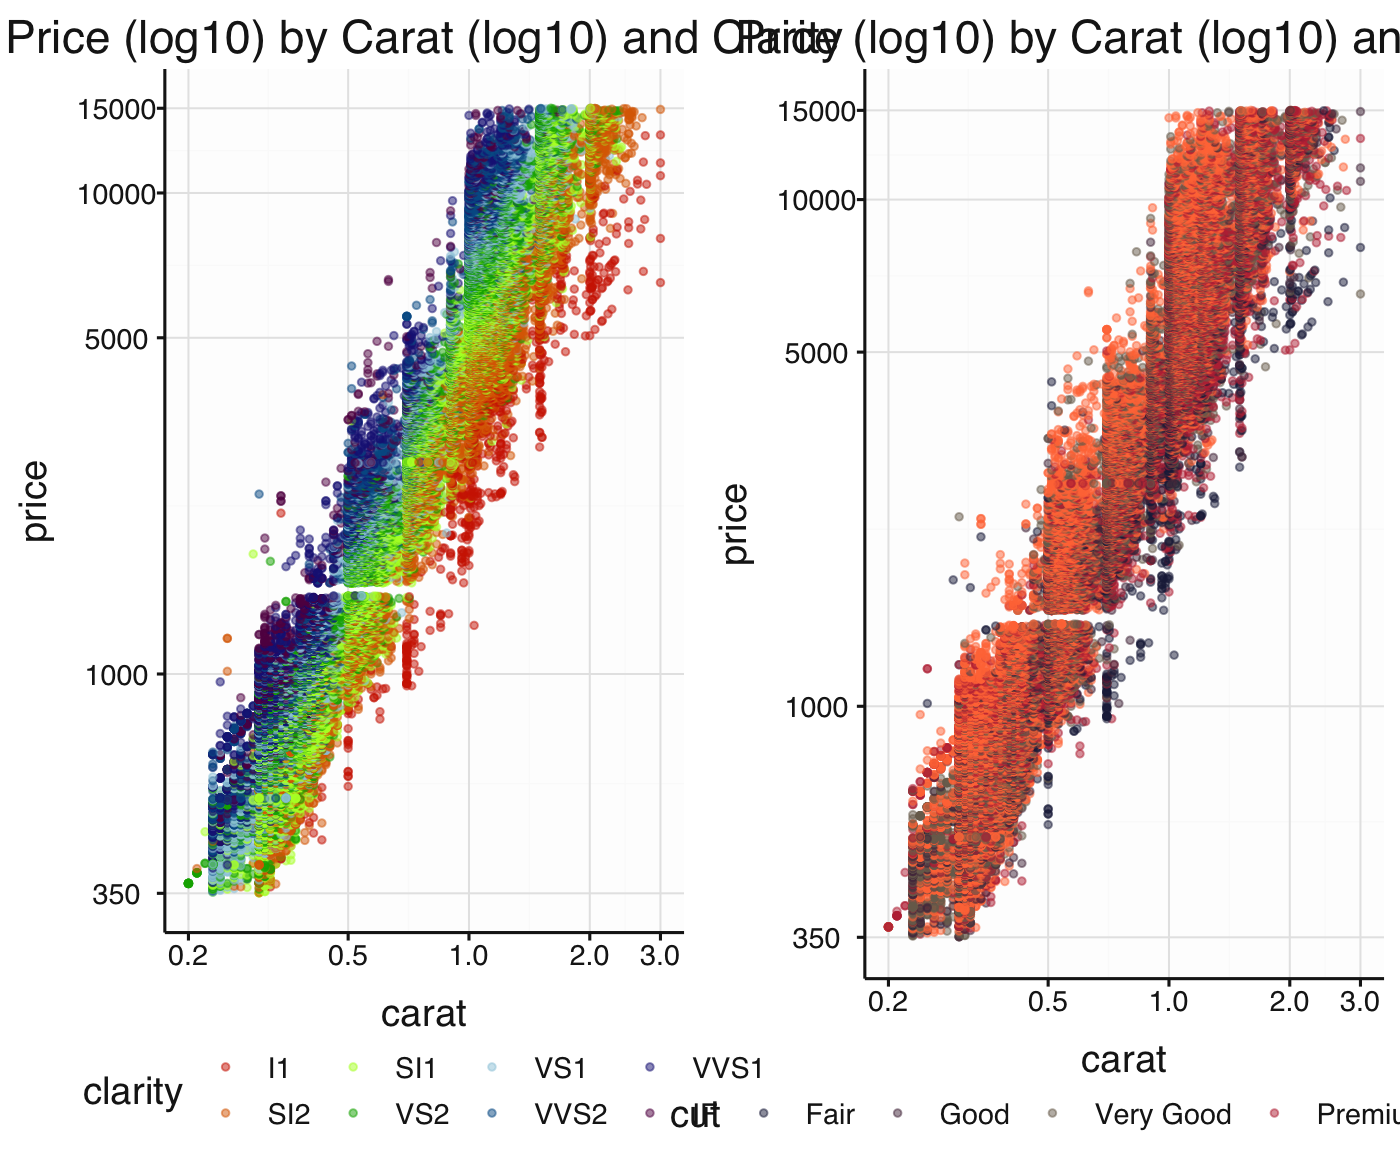 Price (log10) by Carat (log10) and Clarity
Price (log10) by Carat (log10) an
15000
10000
5000
1000
350
price
0.2 0.5 1.0 2.0 3.0
carat
clarity
I1 SI1 VS1 VVS1
SI2 VS2 VVS2 IF
15000
10000
5000
1000
350
price
0.2 0.5 1.0 2.0 3.0
carat
cut Fair Good Very Good Premiu